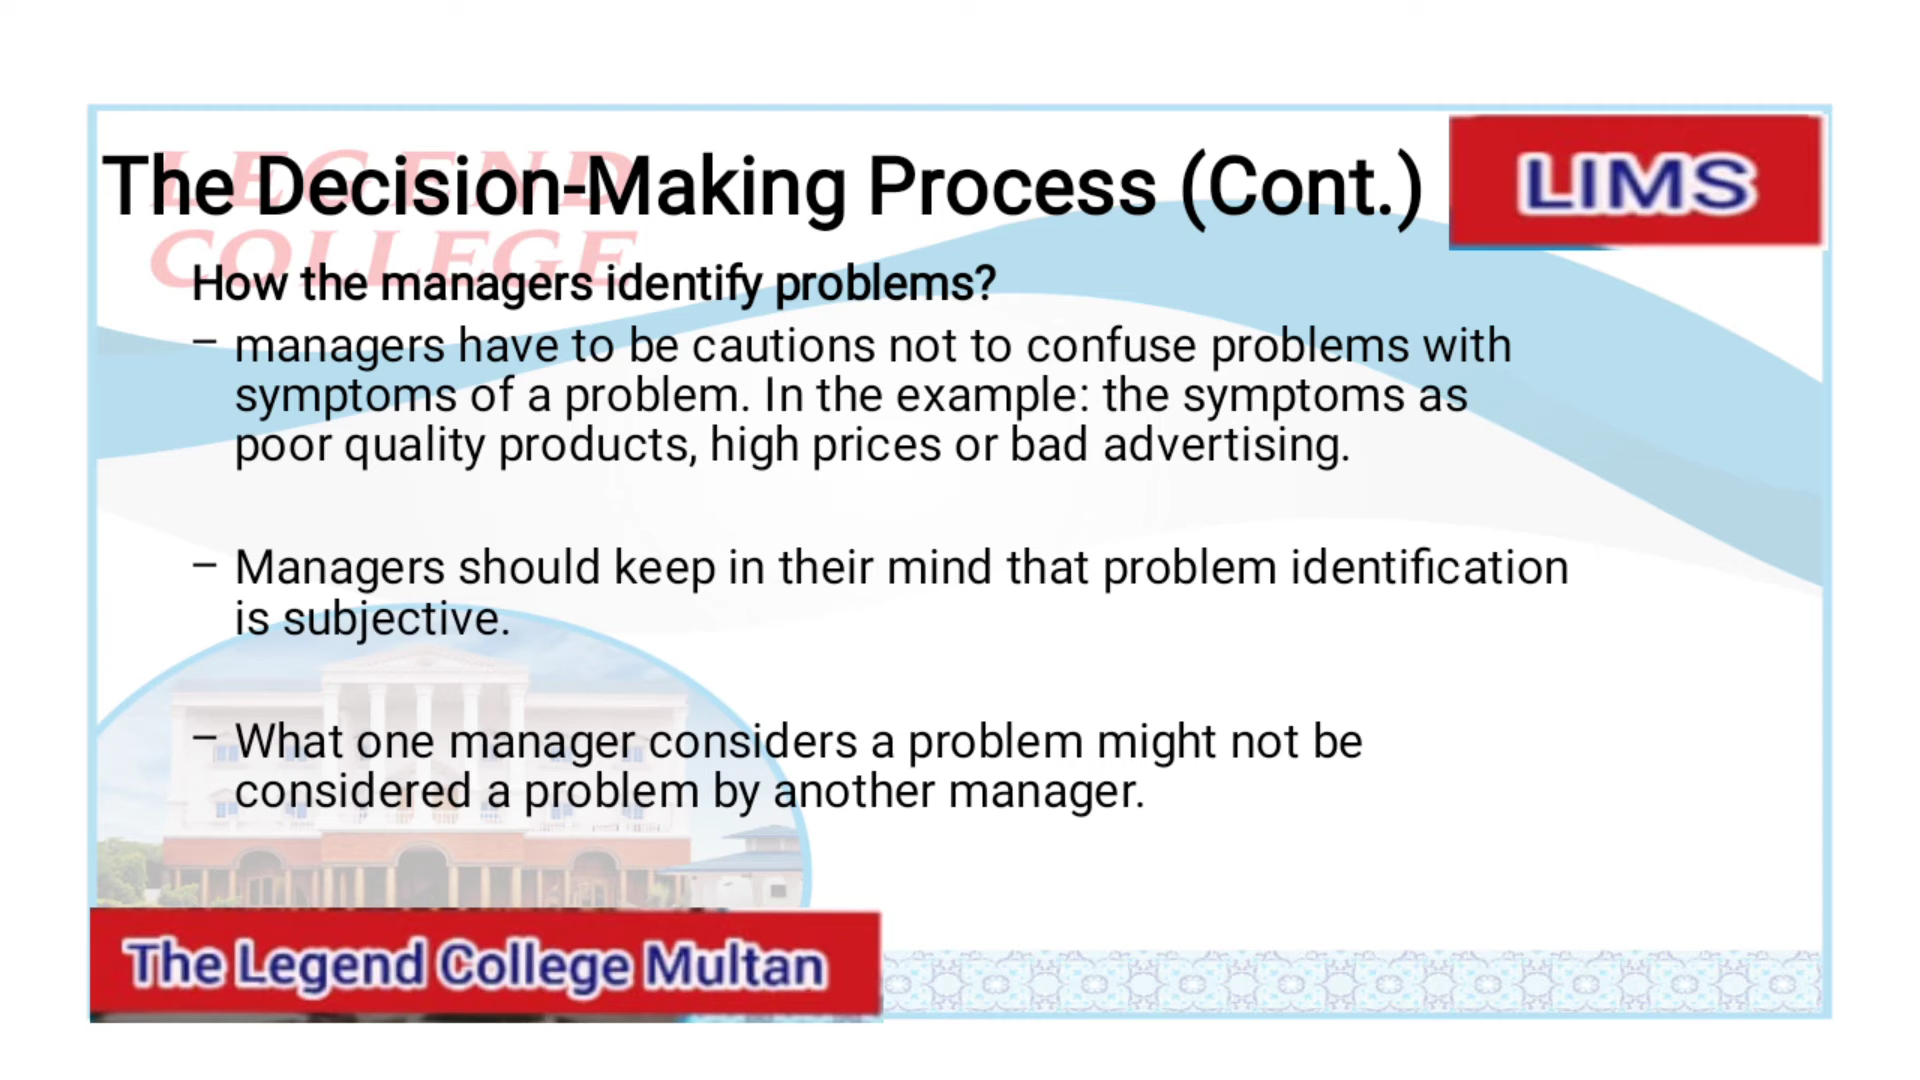 LEGEND
COLLEGE
The Decision-Making Process (Cont.)
LIMS
How the managers identify problems?
– managers have to be cautions not to confuse problems with
symptoms of a problem. In the example: the symptoms as
poor quality products, high prices or bad advertising.
– Managers should keep in their mind that problem identification
is subjective.
– What one manager considers a problem might not be
considered a problem by another manager.
The Legend College Multan